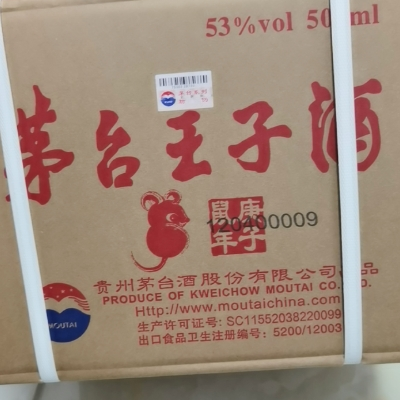 53%vol 500ml
茅台王子酒
庚子
鼠年
120400009
贵州茅台酒股份有限公司出品
PRODUCE OF KWEICHOW MOUTAI CO.,LTD.
Http://www.moutaichina.com
生产许可证号: SC11552038220099
出口食品卫生注册编号: 5200/12003
MOUTAI